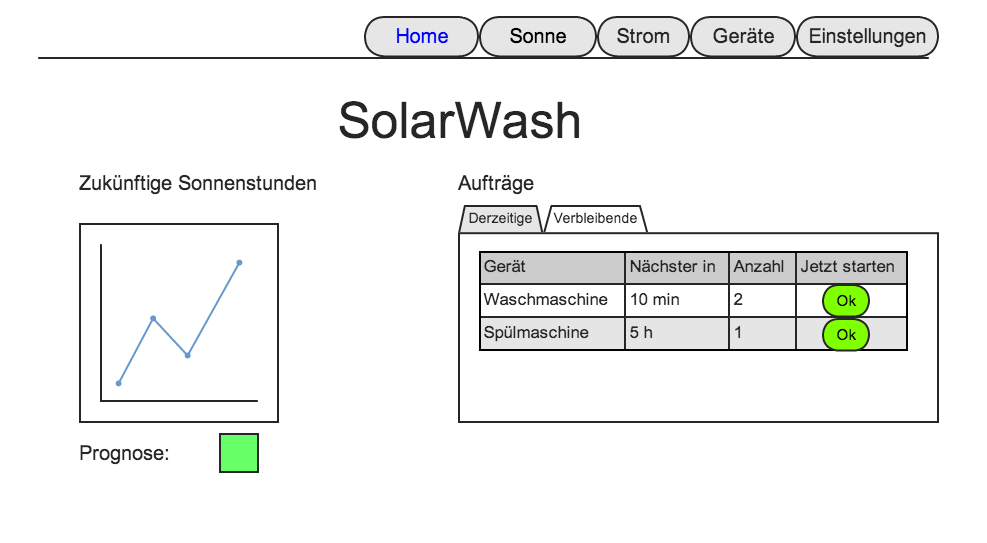 Home Sonne Strom Geräte Einstellungen
SolarWash
Zukünftige Sonnenstunden
Prognose:
Aufträge
Derzeitige Verbleibende
Gerät Nächster in Anzahl Jetzt starten
Waschmaschine 10 min 2 Ok
Spülmaschine 5 h 1 Ok